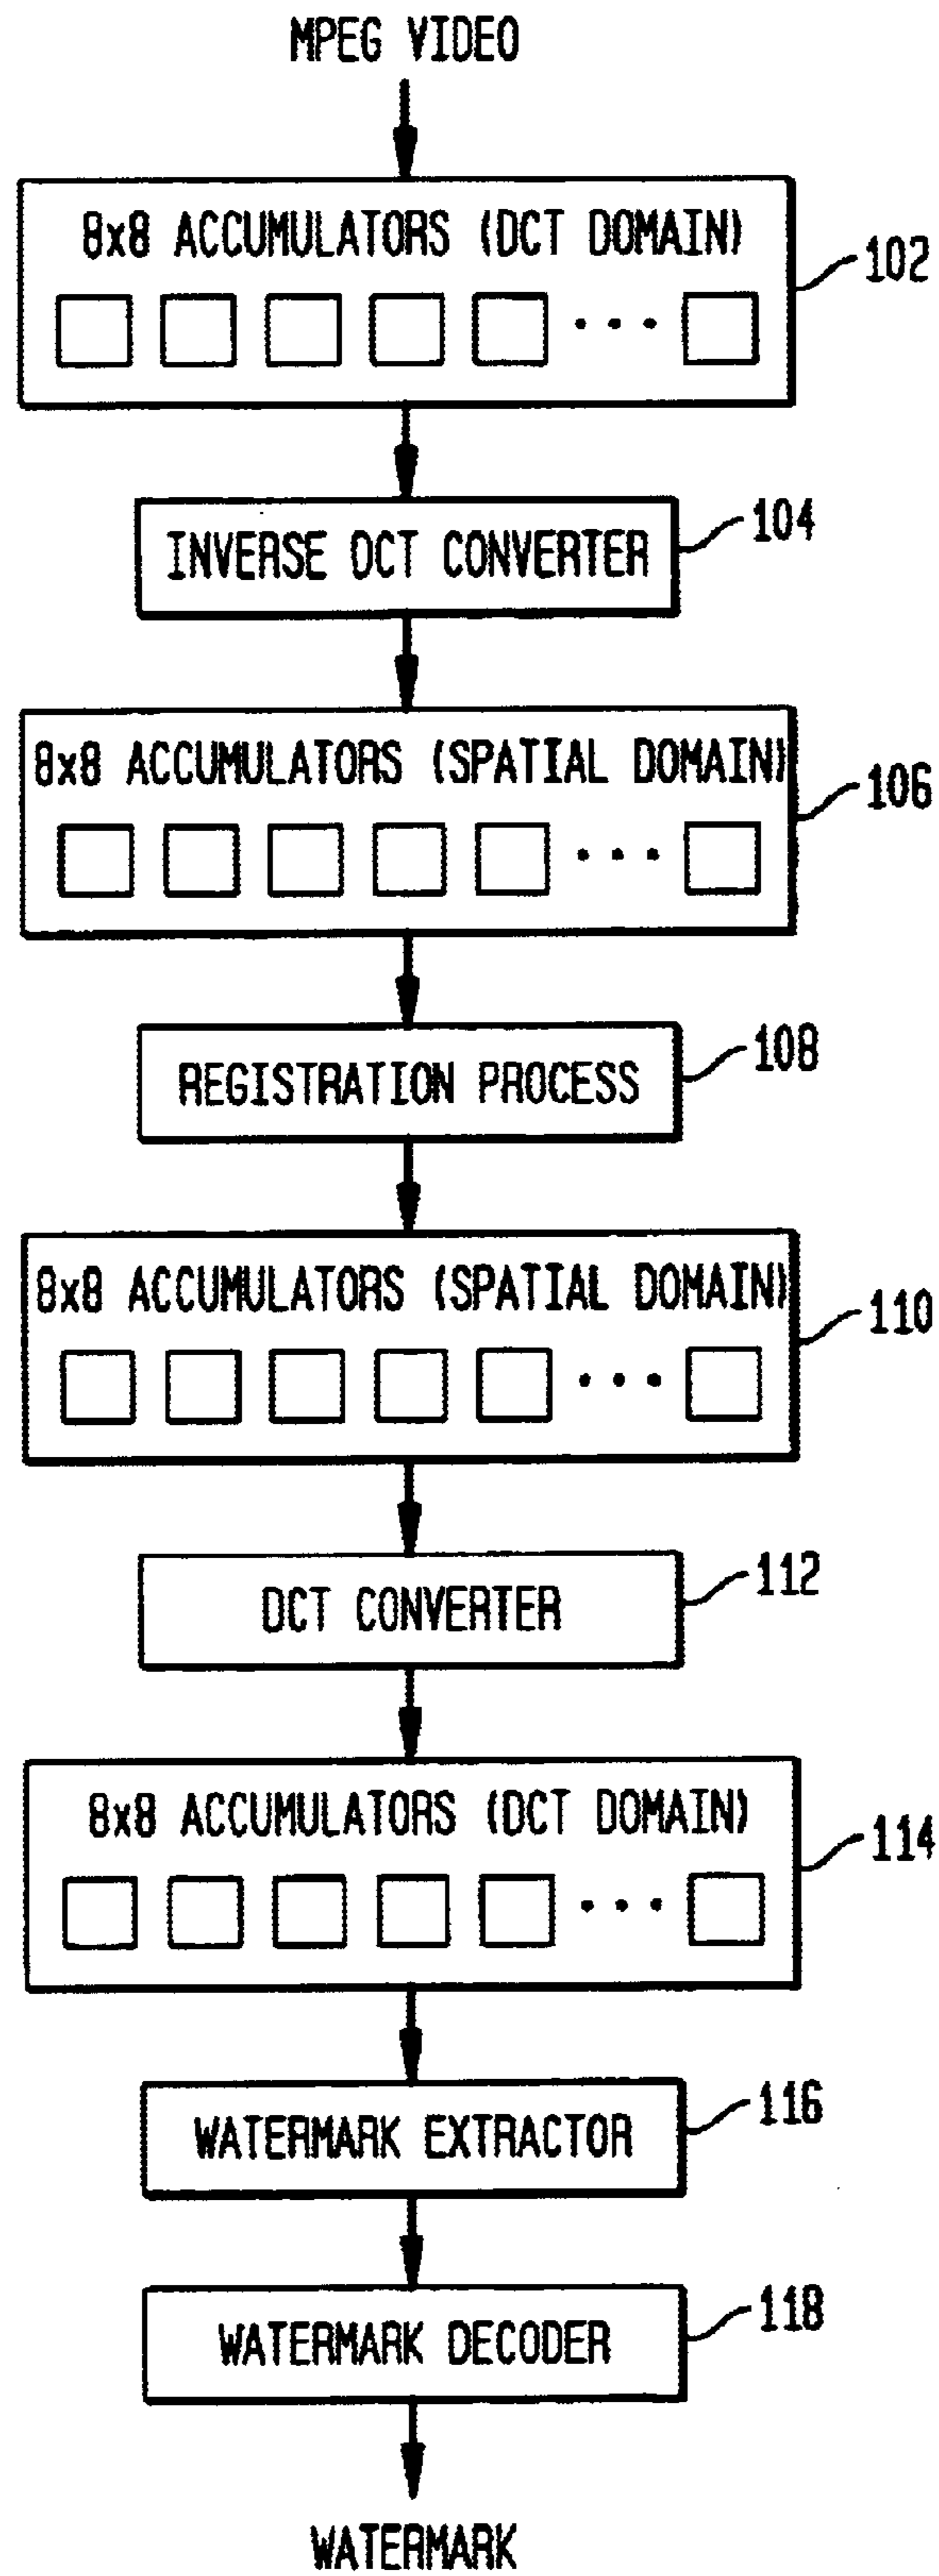 MPEG VIDEO
8x8 ACCUMULATORS (DCT DOMAIN)
102
INVERSE DCT CONVERTER
104
8x8 ACCUMULATORS (SPATIAL DOMAIN)
106
REGISTRATION PROCESS
108
8x8 ACCUMULATORS (SPATIAL DOMAIN)
110
DCT CONVERTER
112
8x8 ACCUMULATORS (DCT DOMAIN)
114
WATERMARK EXTRACTOR
116
WATERMARK DECODER
118
WATERMARK